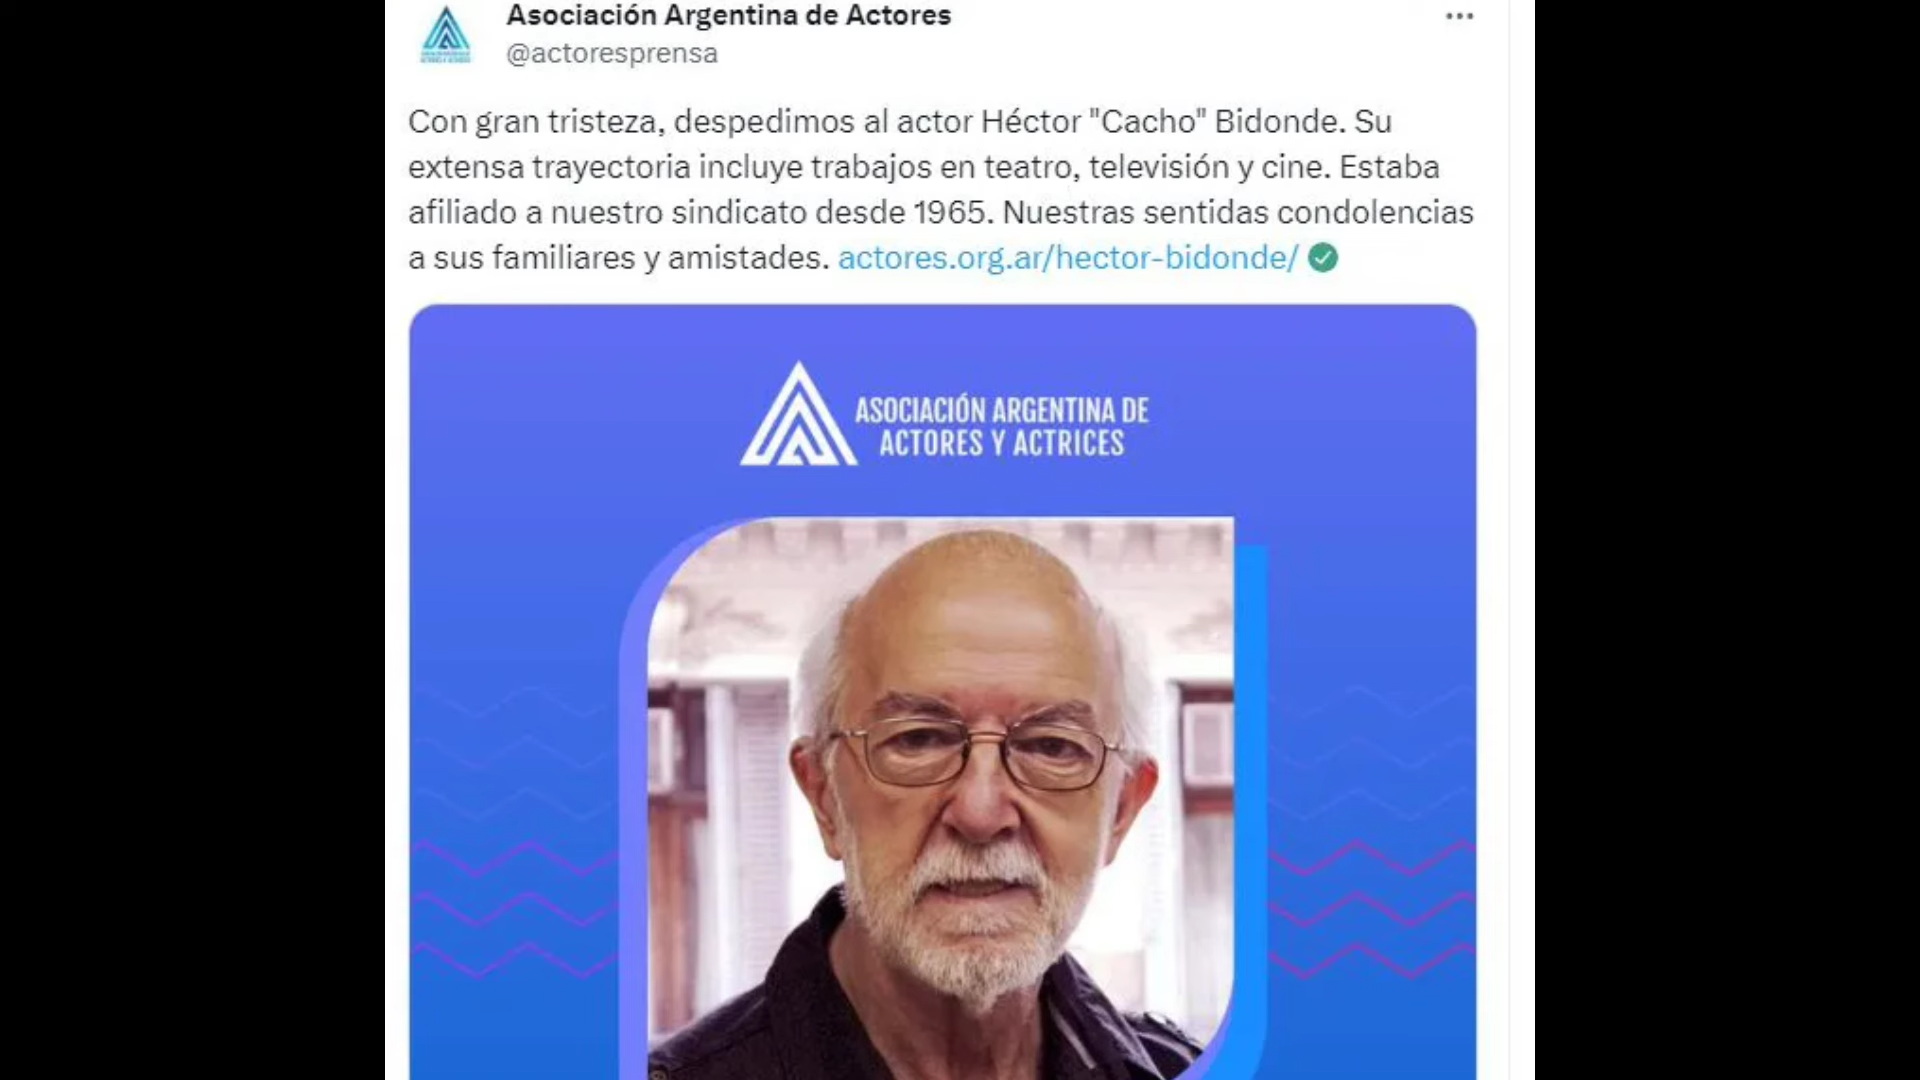 Asociación Argentina de Actores
@actoresprensa
Con gran tristeza, despedimos al actor Héctor "Cacho" Bidonde. Su
extensa trayectoria incluye trabajos en teatro, televisión y cine. Estaba
afiliado a nuestro sindicato desde 1965. Nuestras sentidas condolencias
a sus familiares y amistades. actores.org.ar/hector-bidonde/
ASOCIACIÓN ARGENTINA DE
ACTORES Y ACTRICES